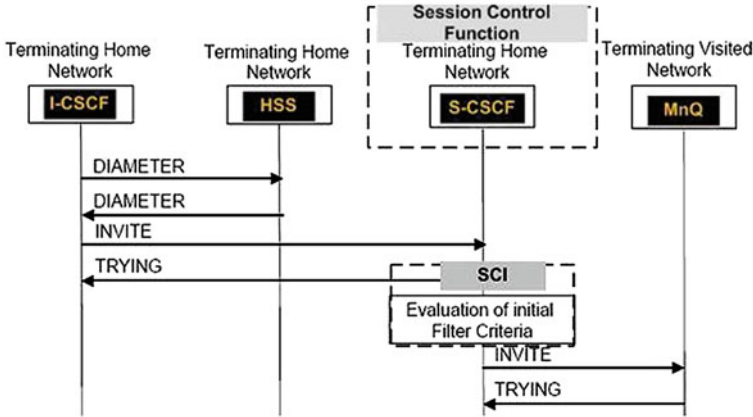 Session Control
Function
Terminating Home
Network
Terminating Home
Network
Terminating Home
Network
Terminating Visited
Network
I-CSCF
HSS
S-CSCF
MnQ
DIAMETER
DIAMETER
INVITE
TRYING
SCI
Evaluation of initial
Filter Criteria
INVITE
TRYING